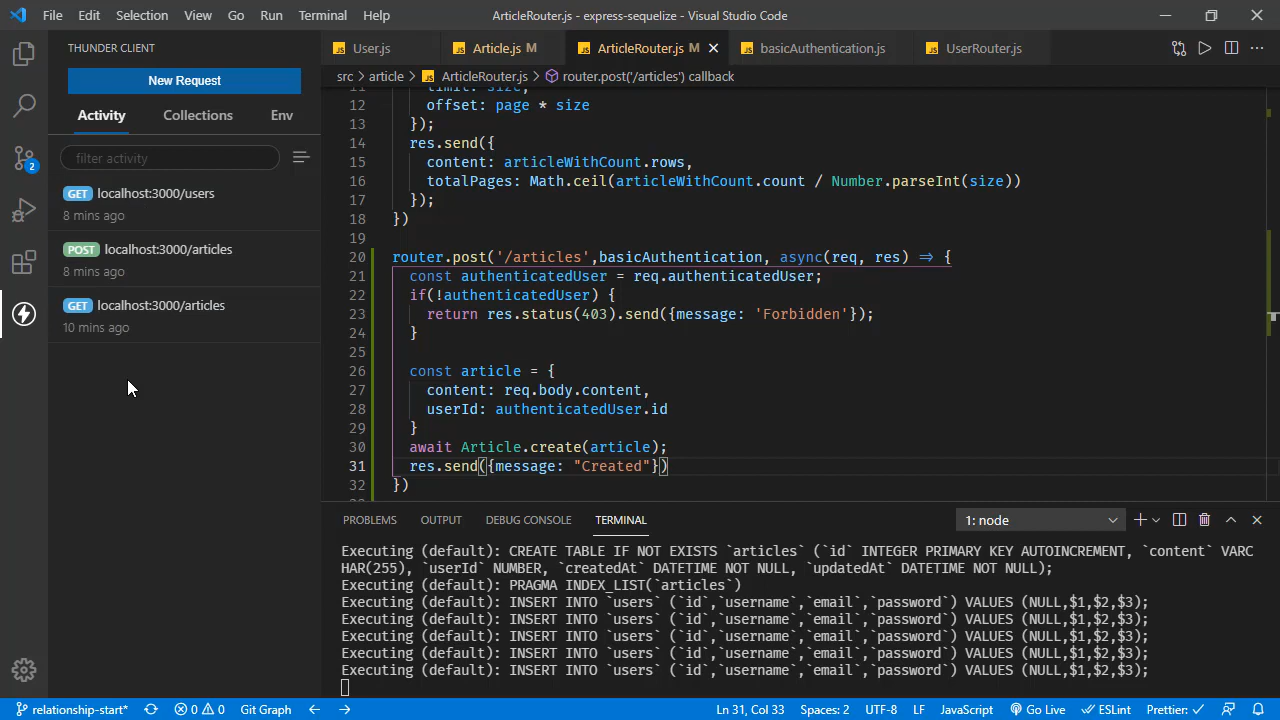 File Edit Selection View Go Run Terminal Help ArticleRouter.js - express-sequelize - Visual Studio Code
THUNDER CLIENT
New Request
Activity Collections Env
filter activity
GET localhost:3000/users
8 mins ago
POST localhost:3000/articles
8 mins ago
GET localhost:3000/articles
10 mins ago
2
JS User.js JS Article.js M JS ArticleRouter.js M JS basicAuthentication.js JS UserRouter.js
src > article > JS ArticleRouter.js > router.post('/articles') callback
11 limit: size,
12 offset: page * size
13 });
14 res.send({
15 content: articleWithCount.rows,
16 totalPages: Math.ceil(articleWithCount.count / Number.parseInt(size))
17 });
18 })
19
20 router.post('/articles',basicAuthentication, async(req, res) => {
21 const authenticatedUser = req.authenticatedUser;
22 if(!authenticatedUser) {
23 return res.status(403).send({message: 'Forbidden'});
24 }
25
26 const article = {
27 content: req.body.content,
28 userId: authenticatedUser.id
29 }
30 await Article.create(article);
31 res.send({message: "Created"})
32 })
PROBLEMS OUTPUT DEBUG CONSOLE TERMINAL 1: node
Executing (default): CREATE TABLE IF NOT EXISTS `articles` (`id` INTEGER PRIMARY KEY AUTOINCREMENT, `content` VARC
HAR(255), `userId` NUMBER, `createdAt` DATETIME NOT NULL, `updatedAt` DATETIME NOT NULL);
Executing (default): PRAGMA INDEX_LIST(`articles`)
Executing (default): INSERT INTO `users` (`id`,`username`,`email`,`password`) VALUES (NULL,$1,$2,$3);
Executing (default): INSERT INTO `users` (`id`,`username`,`email`,`password`) VALUES (NULL,$1,$2,$3);
Executing (default): INSERT INTO `users` (`id`,`username`,`email`,`password`) VALUES (NULL,$1,$2,$3);
Executing (default): INSERT INTO `users` (`id`,`username`,`email`,`password`) VALUES (NULL,$1,$2,$3);
Executing (default): INSERT INTO `users` (`id`,`username`,`email`,`password`) VALUES (NULL,$1,$2,$3);
relationship-start* 0 0 Git Graph Ln 31, Col 33 Spaces: 2 UTF-8 LF JavaScript Go Live ESLint Prettier: